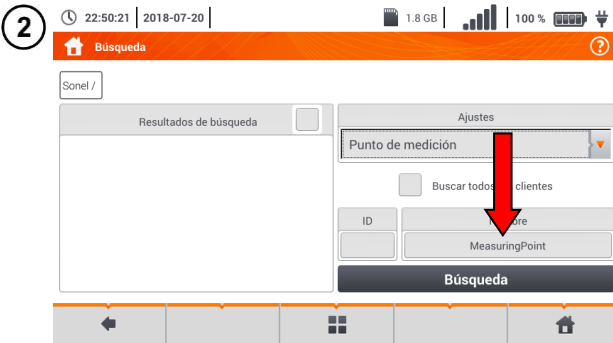 2
22:50:21 2018-07-20 1.8 GB 100 %
Búsqueda
Sonel /
Resultados de búsqueda
Ajustes
Punto de medición
Buscar todos clientes
ID
MeasuringPoint
Búsqueda